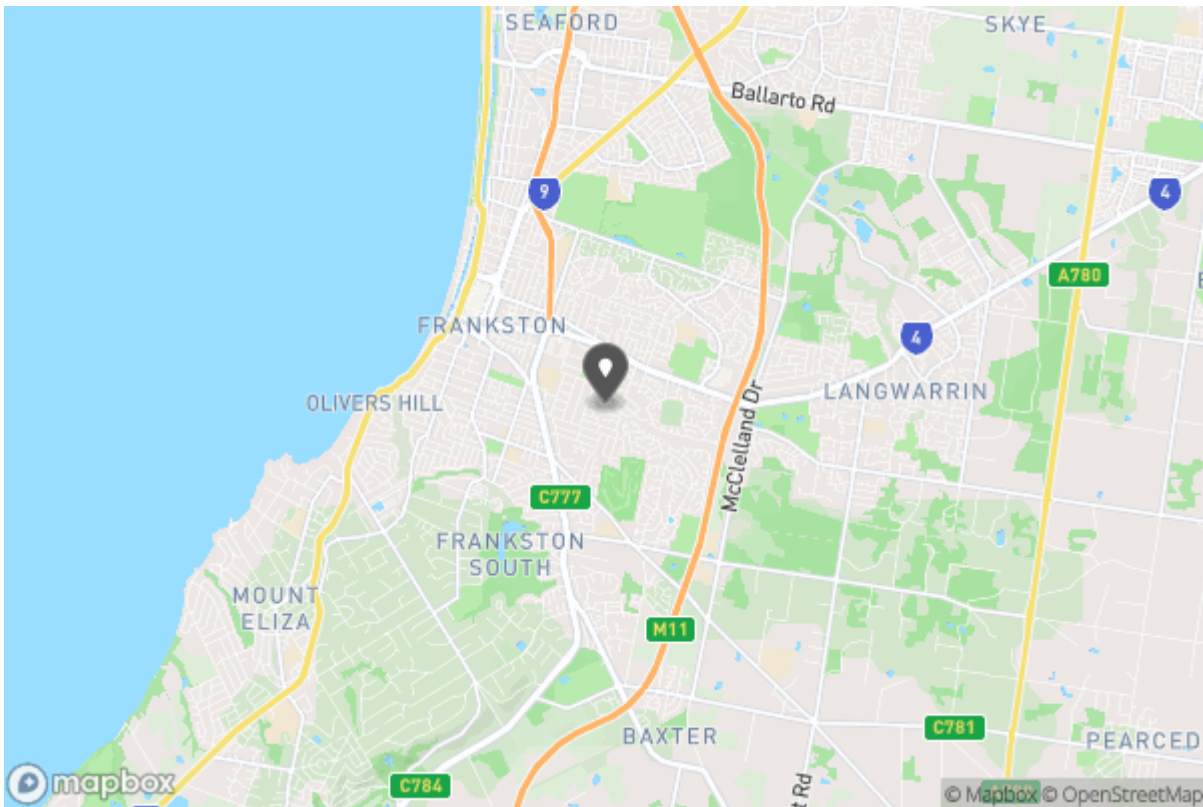 SEAFORD
SKYE
Ballarto Rd
9
4
A780
FRANKSTON
4
OLIVERS HILL
LANGWARRIN
McClelland Dr
C777
FRANKSTON
SOUTH
MOUNT
ELIZA
M11
BAXTER
C781
PEARCED
C784
t Rd
mapbox
© Mapbox © OpenStreetMap